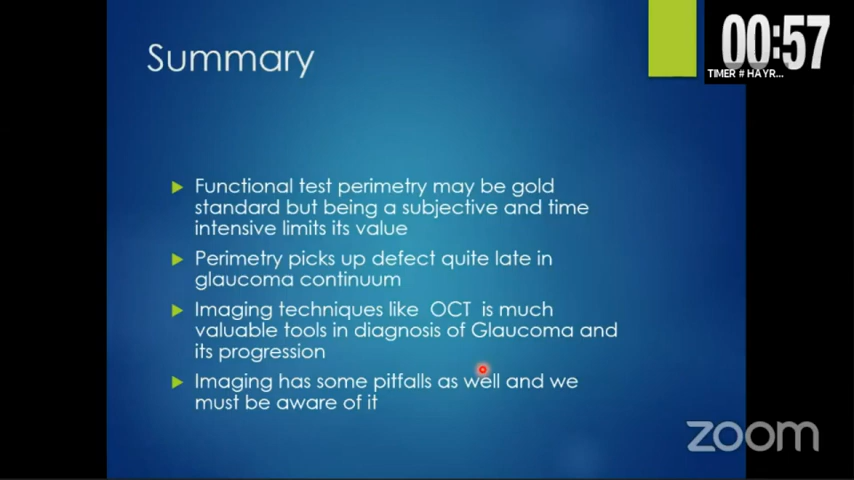 Summary
00:57
TIMER # HAYR...
Functional test perimetry may be gold
standard but being a subjective and time
intensive limits its value
Perimetry picks up defect quite late in
glaucoma continuum
Imaging techniques like OCT is much
valuable tools in diagnosis of Glaucoma and
its progression
Imaging has some pitfalls as well and we
must be aware of it
zoom